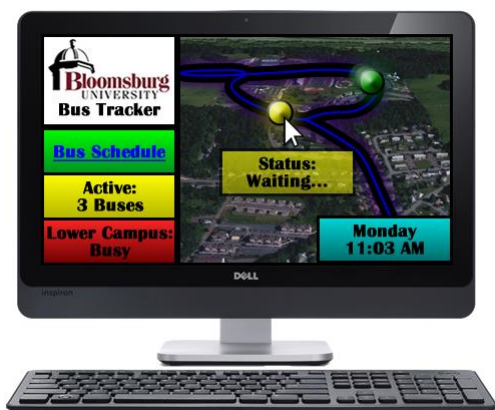 Bloomsburg
UNIVERSITY
Bus Tracker
Bus Schedule
Active:
3 Buses
Lower Campus:
Busy
Status:
Waiting...
Monday
11:03 AM
DELL
inspiron